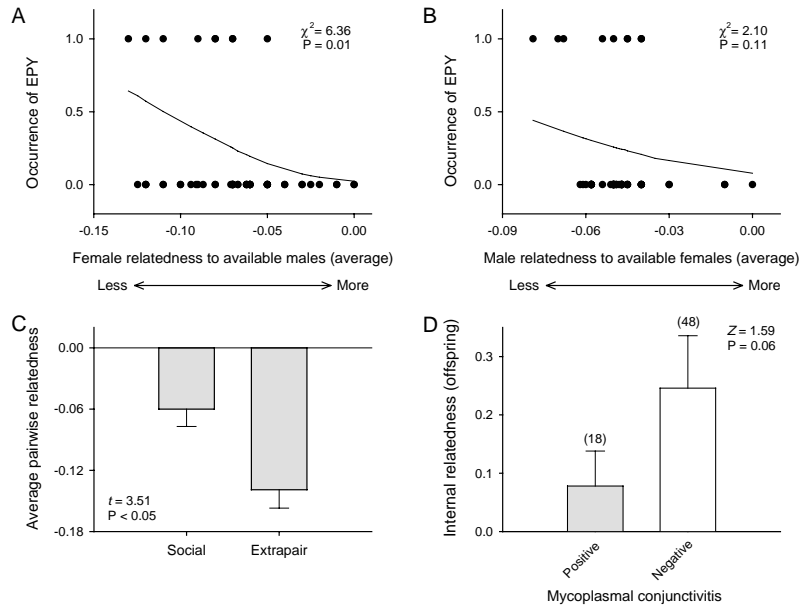 A
χ² = 6.36
P = 0.01
Occurrence of EPY
1.0
0.5
0.0
-0.15 -0.10 -0.05 0.00
Female relatedness to available males (average)
Less More
B
χ² = 2.10
P = 0.11
Occurrence of EPY
1.0
0.5
0.0
-0.09 -0.06 -0.03 0.00
Male relatedness to available females (average)
Less More
C
Average pairwise relatedness
0.00
-0.06
-0.12
-0.18
t = 3.51
P < 0.05
Social Extrapair
D
Internal relatedness (offspring)
0.3
0.2
0.1
0.0
(18)
(48)
Z = 1.59
P = 0.06
Positive Negative
Mycoplasmal conjunctivitis